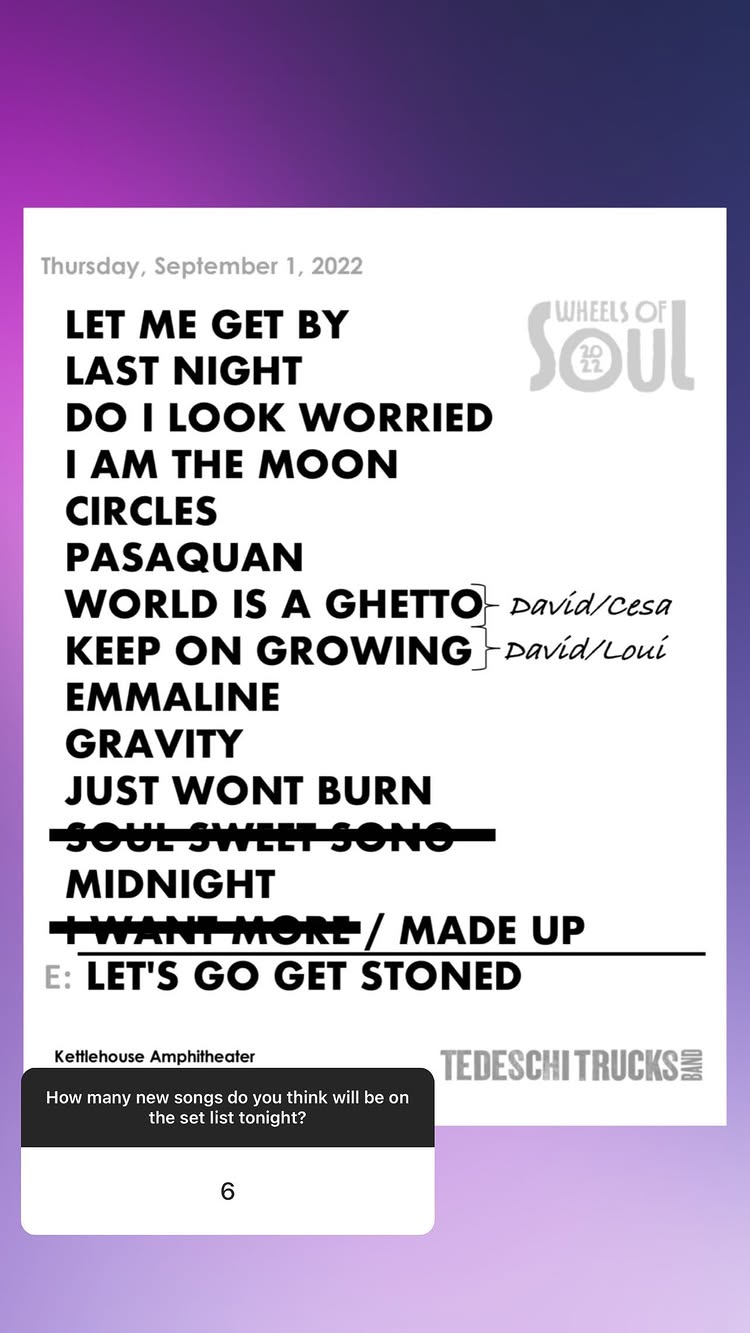 Thursday, September 1, 2022
WHEELS OF
SOUL
20
22
LET ME GET BY
LAST NIGHT
DO I LOOK WORRIED
I AM THE MOON
CIRCLES
PASAQUAN
WORLD IS A GHETTO David/Cesa
KEEP ON GROWING David/Loui
EMMALINE
GRAVITY
JUST WONT BURN
SOUL SWEET SONG
MIDNIGHT
I WANT MORE / MADE UP
E: LET'S GO GET STONED
Kettlehouse Amphitheater
TEDESCHI TRUCKS BAND
How many new songs do you think will be on
the set list tonight?
6